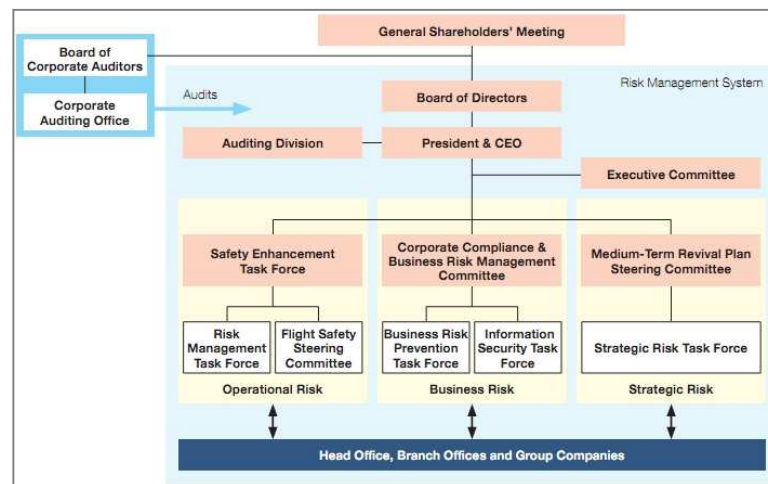 General Shareholders' Meeting
Board of
Corporate Auditors
Corporate
Auditing Office
Audits
Risk Management System
Board of Directors
Auditing Division
President & CEO
Executive Committee
Safety Enhancement
Task Force
Corporate Compliance &
Business Risk Management
Committee
Medium-Term Revival Plan
Steering Committee
Risk
Management
Task Force
Flight Safety
Steering
Committee
Business Risk
Prevention
Task Force
Information
Security Task
Force
Strategic Risk Task Force
Operational Risk
Business Risk
Strategic Risk
Head Office, Branch Offices and Group Companies